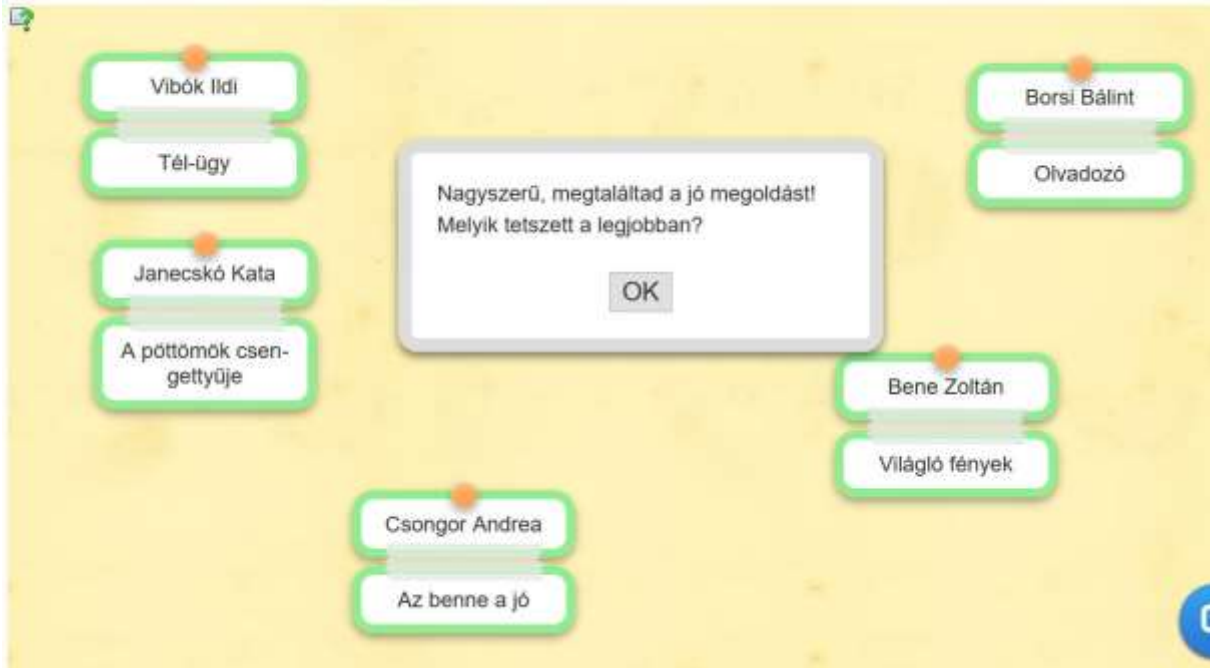 Vibók Ildi
Tél-ügy
Borsi Bálint
Olvadozó
Nagyszerű, megtaláltad a jó megoldást!
Melyik tetszett a legjobban?
OK
Janecskó Kata
A pöttömök csen-
gettyűje
Bene Zoltán
Világló fények
Csongor Andrea
Az benne a jó